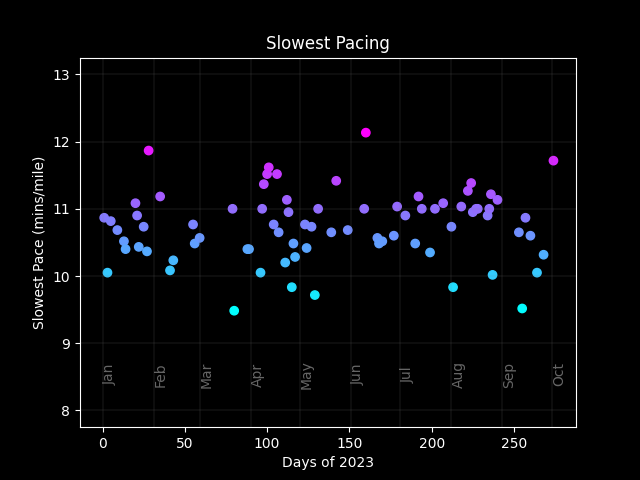 Slowest Pacing
Slowest Pace (mins/mile)
13
12
11
10
9
8
Jan
Feb
Mar
Apr
May
Jun
Jul
Aug
Sep
Oct
0
50
100
150
200
250
Days of 2023